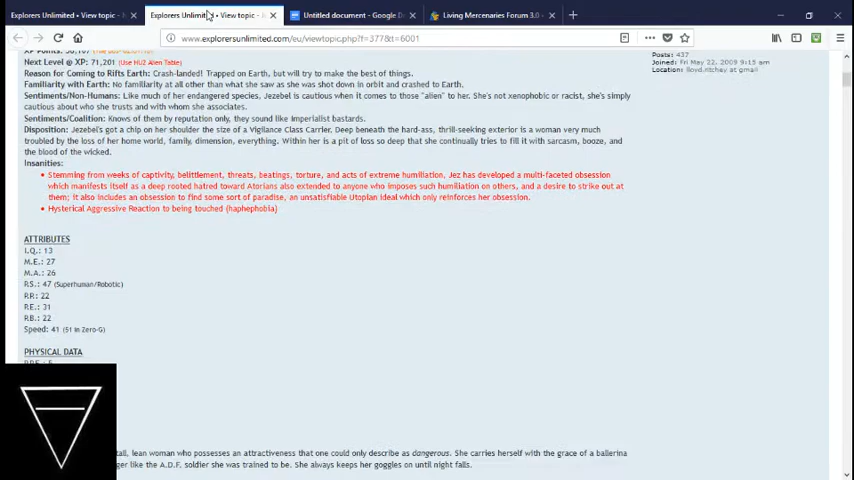 Explorers Unlimited • View topic -
Explorers Unlimited • View topic -
Untitled document - Google D
Living Mercenaries Forum 3.0 •
www.explorersunlimited.com/eu/viewtopic.php?f=377&t=6001
Next Level @ XP: 71,201 (Use HU2 Alien Table)
Reason for Coming to Rifts Earth: Crash-landed! Trapped on Earth, but will try to make the best of things.
Familiarity with Earth: No familiarity at all other than what she saw as she was shot down in orbit and crashed to Earth,
Sentiments/Non-Humans: Like much of her endangered species, Jezebel is cautious when it comes to those "alien" to her. She's not xenophobic or racist, she's simply
cautious about who she trusts and with whom she associates.
Sentiments/Coalition: Knows of them by reputation only, they sound like imperialist bastards.
Disposition: Jezebel's got a chip on her shoulder the size of a Vigilance Class Carrier. Deep beneath the hard-ass, thrill-seeking exterior is a woman very much
troubled by the loss of her home world, family, dimension, everything. Within her is a pit of loss so deep that she continually tries to fill it with sarcasm, booze, and
the blood of the wicked.
Insanities:
• Stemming from weeks of captivity, belittlement, threats, beatings, torture, and acts of extreme humiliation, Jez has developed a multi-faceted obsession
which manifests itself as a deep rooted hatred toward Atorians also extended to anyone who imposes such humiliation on others, and a desire to strike out at
them; it also includes an obsession to find some sort of paradise, an unsatisfiable Utopian ideal which only reinforces her obsession.
• Hysterical Aggressive Reaction to being touched (haphephobia)
ATTRIBUTES
I.Q.: 13
M.E.: 27
M.A.: 26
P.S.: 47 (Superhuman/Robotic)
P.P.: 22
P.E.: 31
P.B.: 22
Speed: 41 (51 in Zero-G)
PHYSICAL DATA
tall, lean woman who possesses an attractiveness that one could only describe as dangerous. She carries herself with the grace of a ballerina
ger like the A.D.F. soldier she was trained to be. She always keeps her goggles on until night falls.
Posts: 437
Joined: Fri May 22, 2009 9:15 am
Location: lloyd.ritchey at gmail